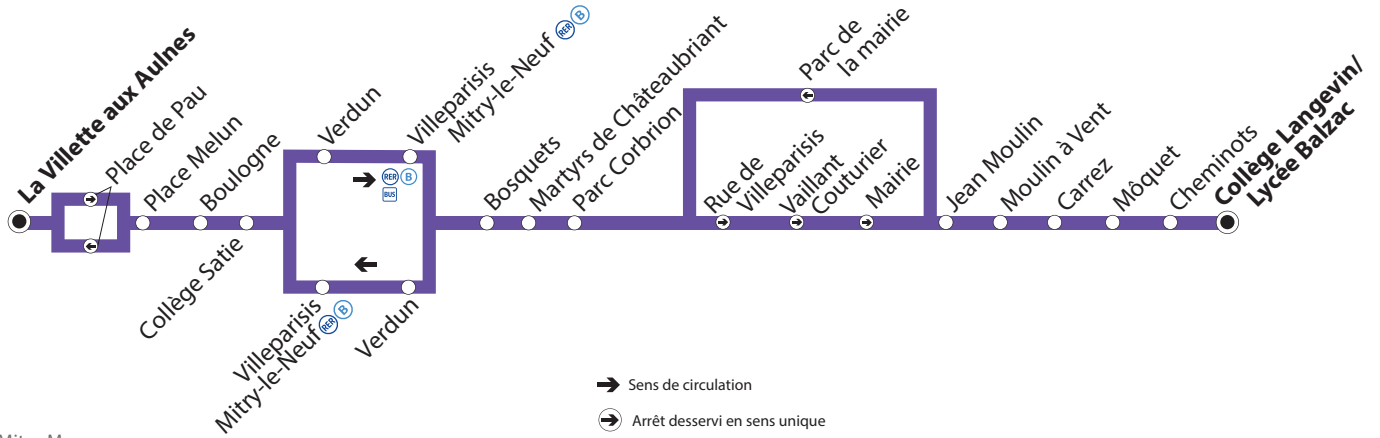 La Villette aux Aulnes
Place de Pau
Place Melun
Boulogne
Collège Satie
Verdun
Villeparisis
Mitry-le-Neuf RER B
RER B
BUS
Villeparisis
Mitry-le-Neuf RER B
Verdun
Bosquets
Martyrs de Châteaubriant
Parc Corbrion
Parc de
la mairie
Rue de
Villeparisis
Vaillant
Couturier
Mairie
Jean Moulin
Moulin à Vent
Carrez
Môquet
Cheminots
Collège Langevin/
Lycée Balzac
Sens de circulation
Arrêt desservi en sens unique